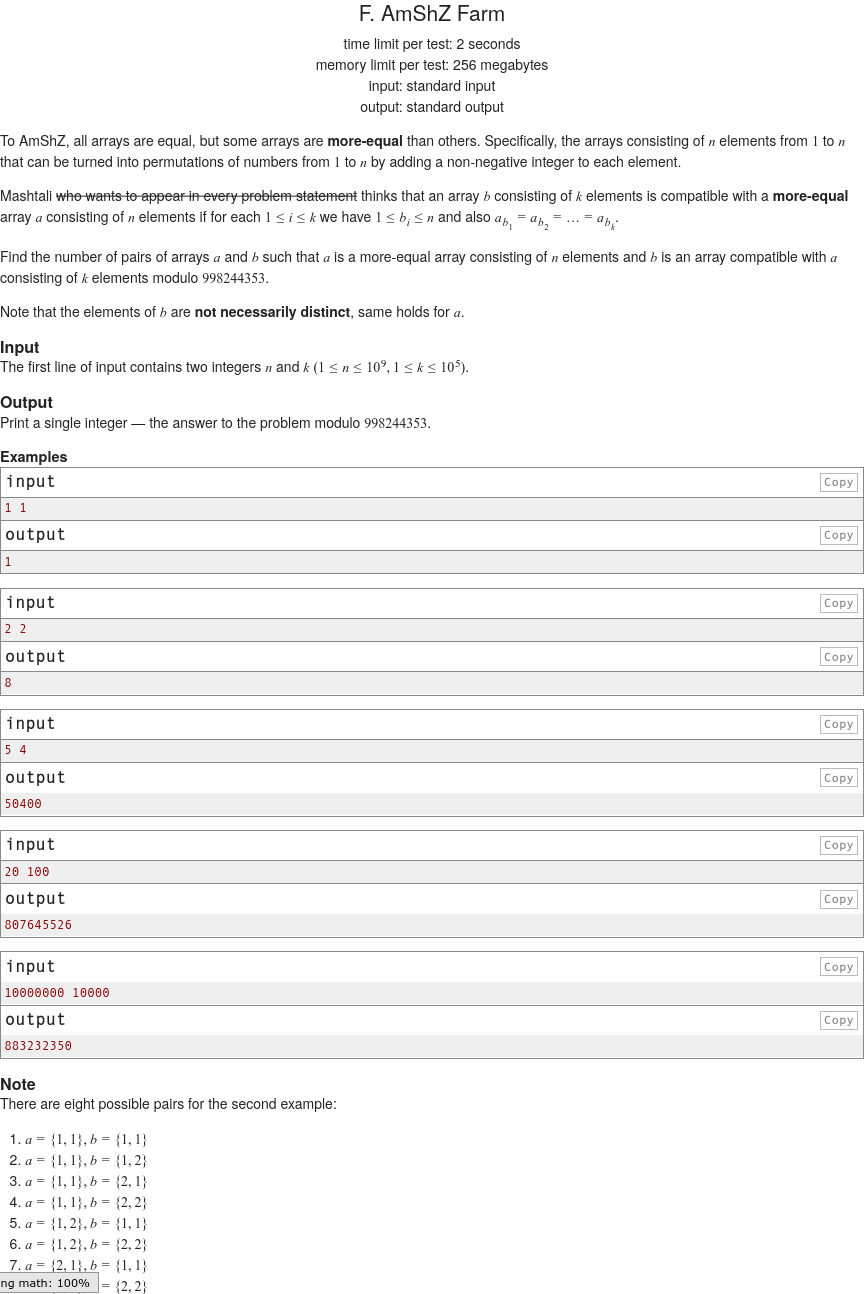 F. AmShZ Farm
time limit per test: 2 seconds
memory limit per test: 256 megabytes
input: standard input
output: standard output
To AmShZ, all arrays are equal, but some arrays are more-equal than others. Specifically, the arrays consisting of n elements from 1 to n
that can be turned into permutations of numbers from 1 to n by adding a non-negative integer to each element.
Mashtali who wants to appear in every problem statement thinks that an array b consisting of k elements is compatible with a more-equal
array a consisting of n elements if for each 1 ≤ i ≤ k we have 1 ≤ b_i ≤ n and also a_{b_1} = a_{b_2} = … = a_{b_k}.
Find the number of pairs of arrays a and b such that a is a more-equal array consisting of n elements and b is an array compatible with a
consisting of k elements modulo 998244353.
Note that the elements of b are not necessarily distinct, same holds for a.
Input
The first line of input contains two integers n and k (1 ≤ n ≤ 10^9, 1 ≤ k ≤ 10^5).
Output
Print a single integer — the answer to the problem modulo 998244353.
Examples
input Copy
1 1
output Copy
1
input Copy
2 2
output Copy
8
input Copy
5 4
output Copy
50400
input Copy
20 100
output Copy
807645526
input Copy
10000000 10000
output Copy
883232350
Note
There are eight possible pairs for the second example:
1. a = {1, 1}, b = {1, 1}
2. a = {1, 1}, b = {1, 2}
3. a = {1, 1}, b = {2, 1}
4. a = {1, 1}, b = {2, 2}
5. a = {1, 2}, b = {1, 1}
6. a = {1, 2}, b = {2, 2}
7. a = {2, 1}, b = {1, 1}
ng math: 100% = {2, 2}